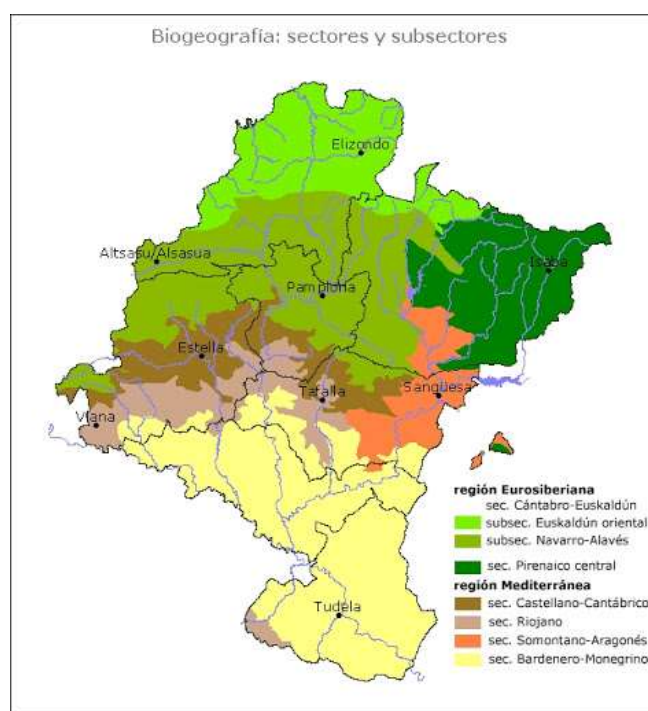 Biogeografía: sectores y subsectores
Elizondo
Altsasu/Alsasua
Isaba
Pamplona
Estella
Tafalla
Sangüesa
Viana
Tudela
región Eurosiberiana
sec. Cántabro-Euskaldún
subsec. Euskaldún oriental
subsec. Navarro-Alavés
sec. Pirenaico central
región Mediterránea
sec. Castellano-Cantábrico
sec. Riojano
sec. Somontano-Aragonés
sec. Bardenero-Monegrino